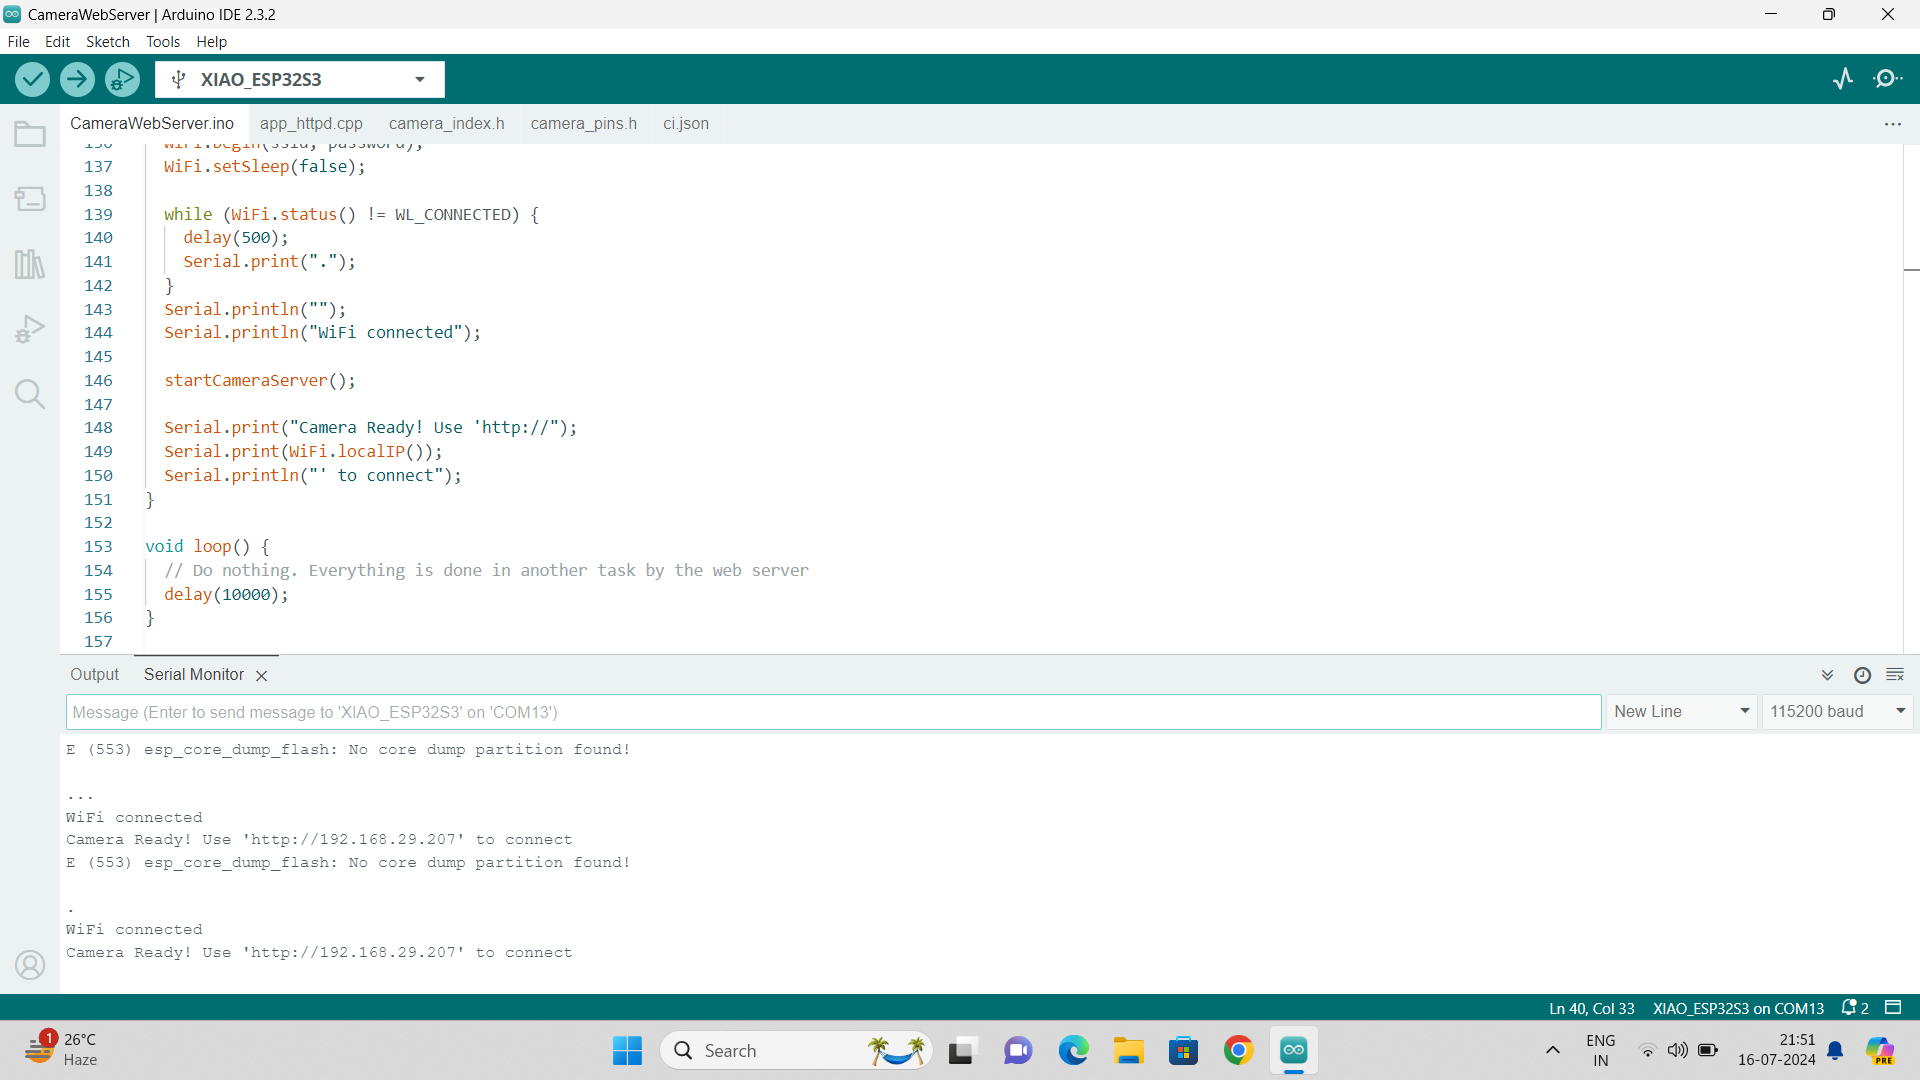 CameraWebServer | Arduino IDE 2.3.2
File Edit Sketch Tools Help
XIAO_ESP32S3
CameraWebServer.ino app_httpd.cpp camera_index.h camera_pins.h ci.json
136 WiFi.begin(ssid, password);
137 WiFi.setSleep(false);
138
139 while (WiFi.status() != WL_CONNECTED) {
140 delay(500);
141 Serial.print(".");
142 }
143 Serial.println("");
144 Serial.println("WiFi connected");
145
146 startCameraServer();
147
148 Serial.print("Camera Ready! Use 'http://");
149 Serial.print(WiFi.localIP());
150 Serial.println("' to connect");
151 }
152
153 void loop() {
154 // Do nothing. Everything is done in another task by the web server
155 delay(10000);
156 }
157
Output Serial Monitor
Message (Enter to send message to 'XIAO_ESP32S3' on 'COM13') New Line 115200 baud
E (553) esp_core_dump_flash: No core dump partition found!
...
WiFi connected
Camera Ready! Use 'http://192.168.29.207' to connect
E (553) esp_core_dump_flash: No core dump partition found!
.
WiFi connected
Camera Ready! Use 'http://192.168.29.207' to connect
Ln 40, Col 33 XIAO_ESP32S3 on COM13 2
1 26°C
Haze
Search
ENG
IN
21:51
16-07-2024
PRE